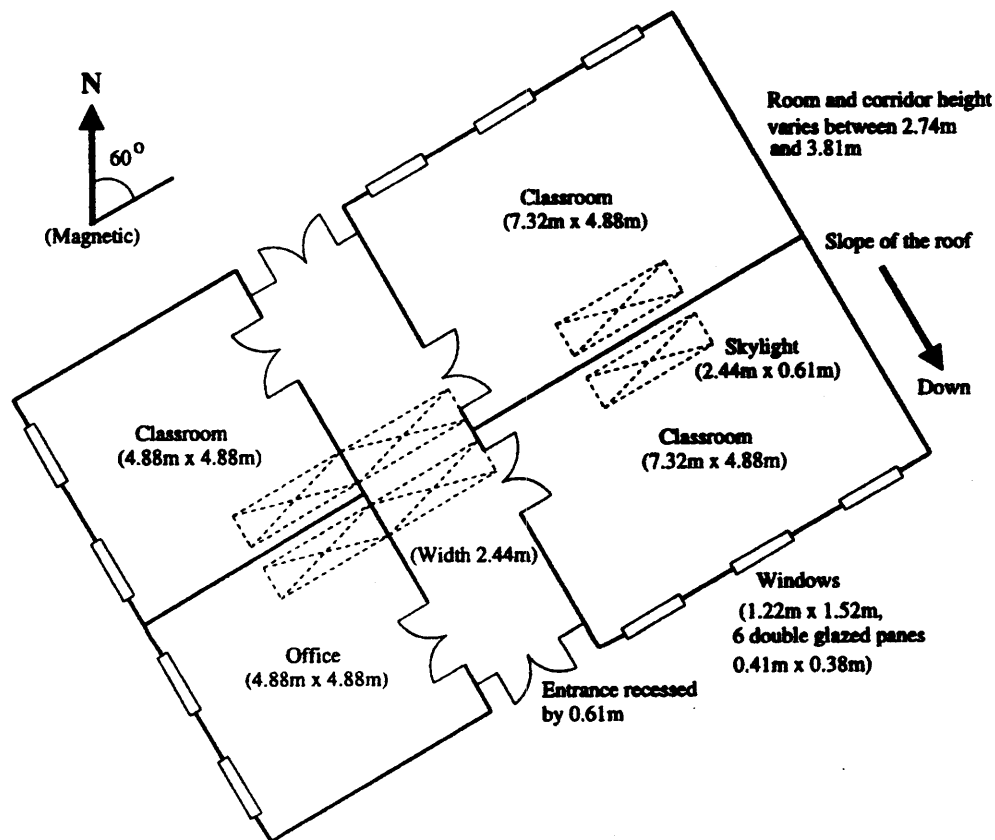 N
60°
(Magnetic)
Room and corridor height
varies between 2.74m
and 3.81m
Classroom
(7.32m x 4.88m)
Slope of the roof
Skylight
(2.44m x 0.61m)
Down
Classroom
(4.88m x 4.88m)
Classroom
(7.32m x 4.88m)
(Width 2.44m)
Windows
(1.22m x 1.52m,
6 double glazed panes
0.41m x 0.38m)
Office
(4.88m x 4.88m)
Entrance recessed
by 0.61m